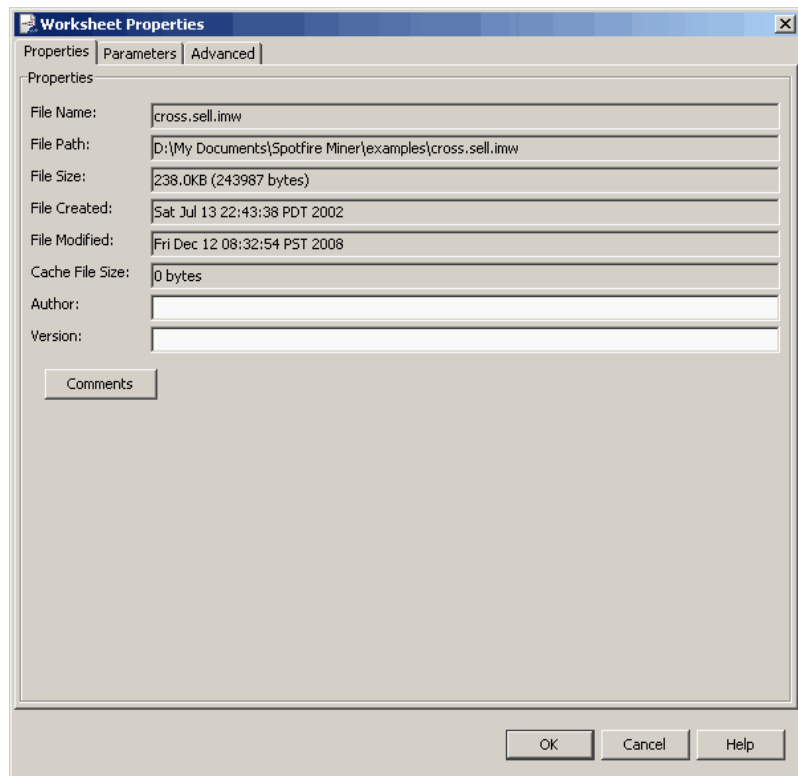 Worksheet Properties
Properties Parameters Advanced
Properties
File Name: cross.sell.imw
File Path: D:\My Documents\Spotfire Miner\examples\cross.sell.imw
File Size: 238.0KB (243987 bytes)
File Created: Sat Jul 13 22:43:38 PDT 2002
File Modified: Fri Dec 12 08:32:54 PST 2008
Cache File Size: 0 bytes
Author:
Version:
Comments
OK Cancel Help